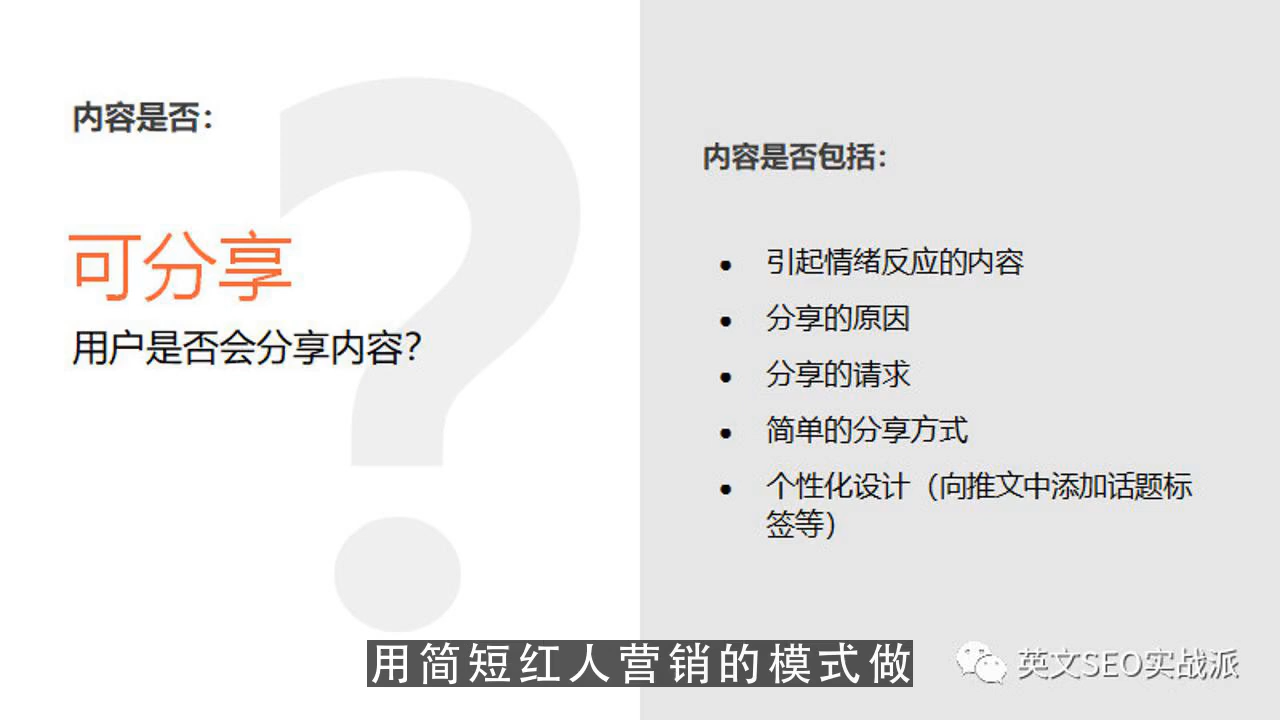 内容是否：
可分享
用户是否会分享内容？
内容是否包括：
● 引起情绪反应的内容
● 分享的原因
● 分享的请求
● 简单的分享方式
● 个性化设计（向推文中添加话题标
签等）
用简短红人营销的模式做
英文SEO实战派